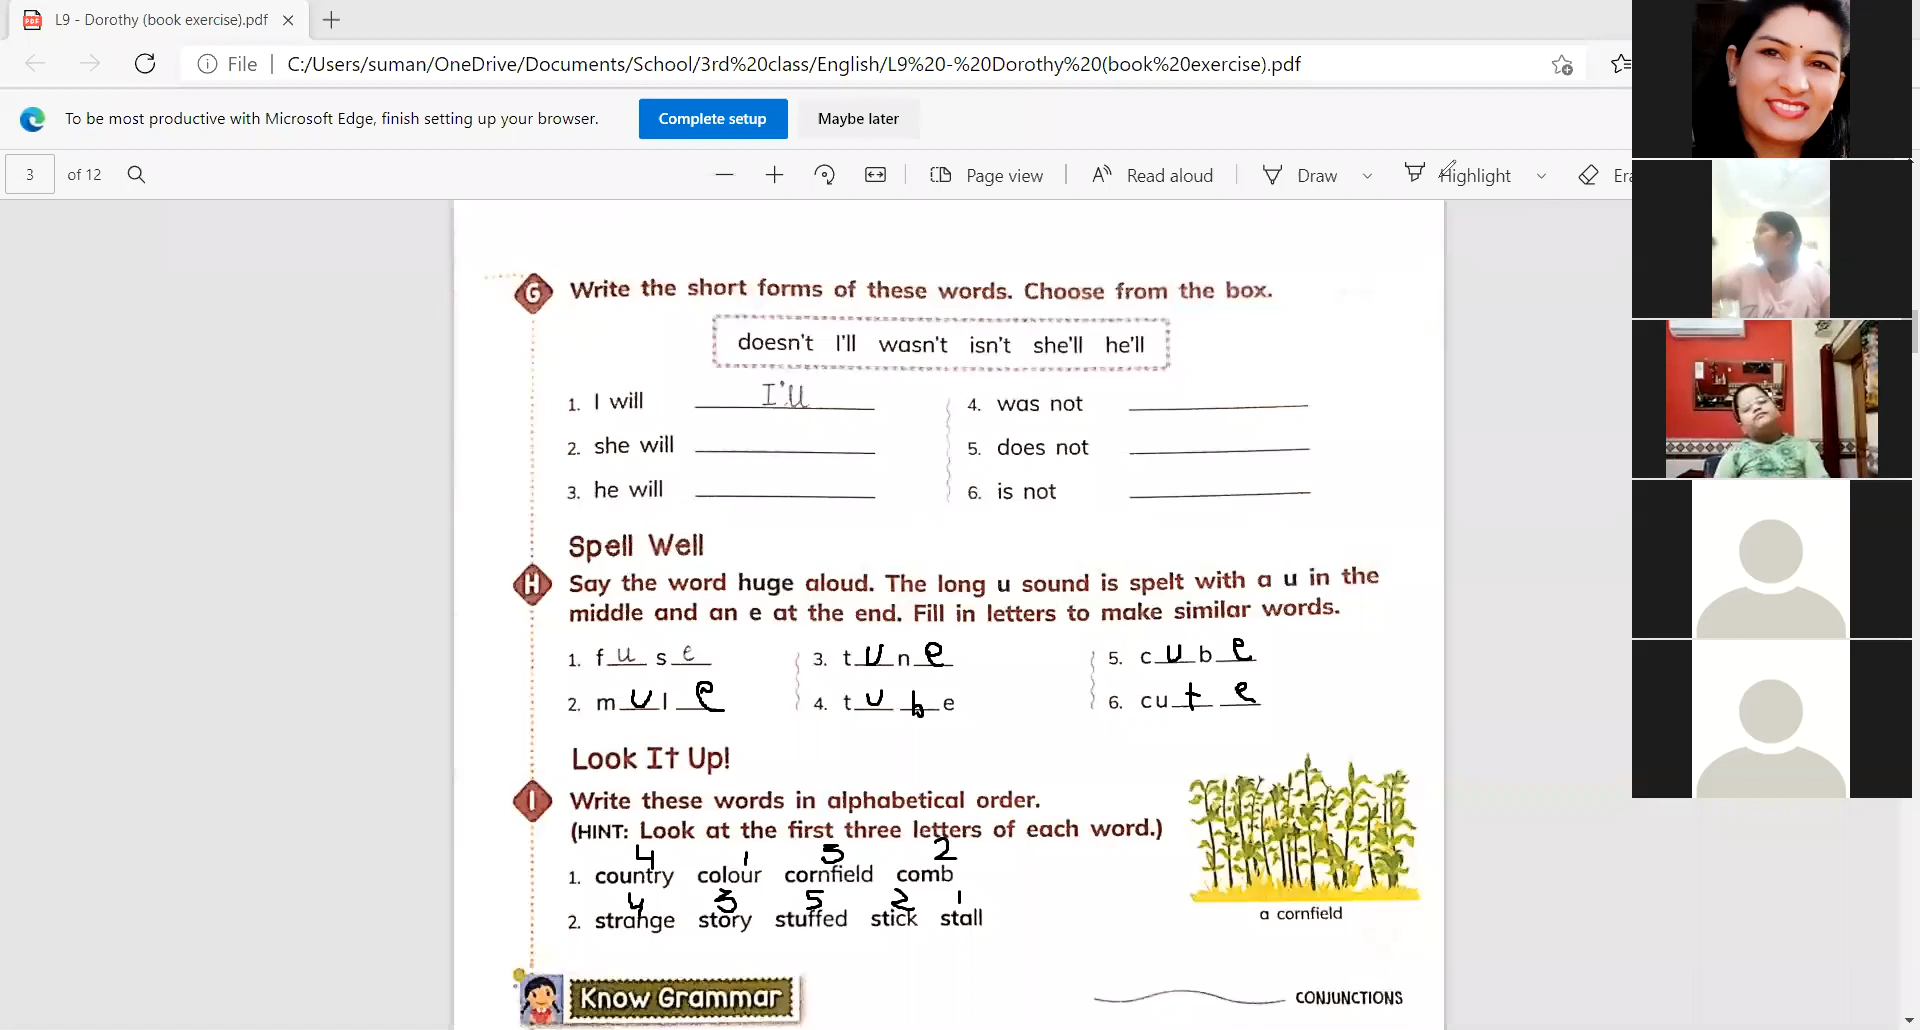 L9 - Dorothy (book exercise).pdf
File C:/Users/suman/OneDrive/Documents/School/3rd%20class/English/L9%20-%20Dorothy%20(book%20exercise).pdf
To be most productive with Microsoft Edge, finish setting up your browser. Complete setup Maybe later
3 of 12 Page view Read aloud Draw Highlight Era
G Write the short forms of these words. Choose from the box.
doesn't I'll wasn't isn't she'll he'll
1. I will I'll 4. was not
2. she will 5. does not
3. he will 6. is not
Spell Well
H Say the word huge aloud. The long u sound is spelt with a u in the
middle and an e at the end. Fill in letters to make similar words.
1. f u s e 3. t u n e 5. c u b e
2. m u l e 4. t u b e 6. cu t e
Look It Up!
I Write these words in alphabetical order.
(HINT: Look at the first three letters of each word.)
4 1 3 2
1. country colour cornfield comb
4 3 5 2 1
2. strange story stuffed stick stall
a cornfield
Know Grammar CONJUNCTIONS